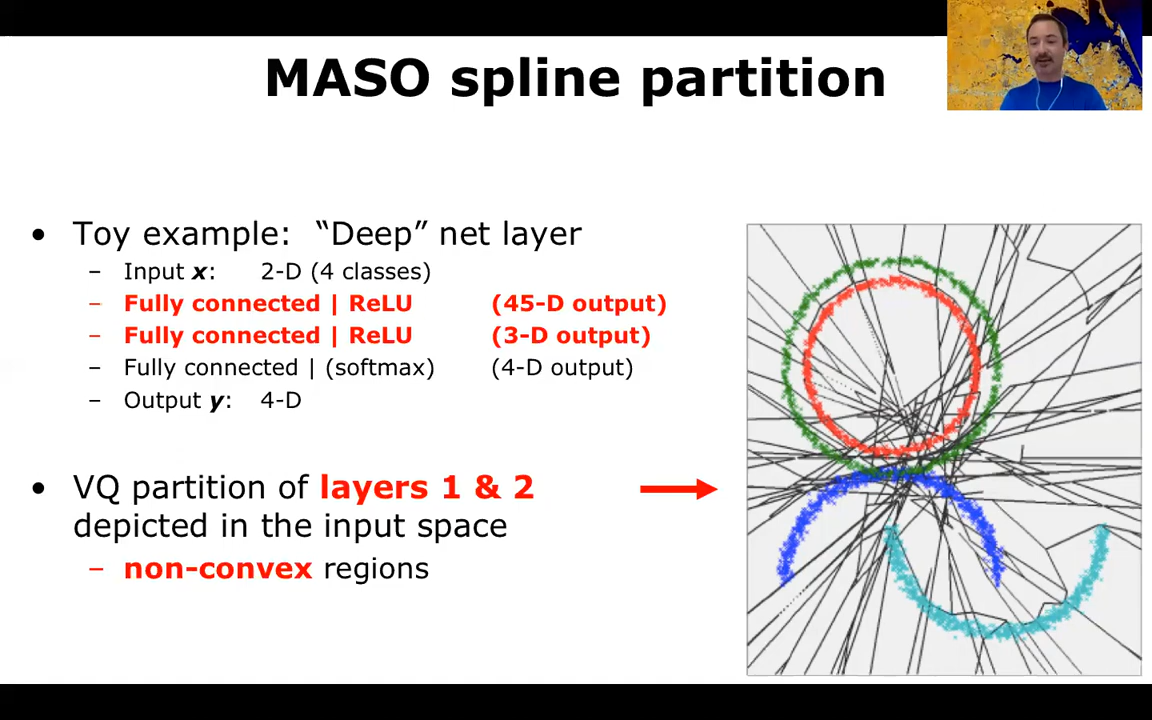 MASO spline partition
• Toy example: “Deep” net layer
– Input x: 2-D (4 classes)
– Fully connected | ReLU (45-D output)
– Fully connected | ReLU (3-D output)
– Fully connected | (softmax) (4-D output)
– Output y: 4-D
• VQ partition of layers 1 & 2
depicted in the input space
– non-convex regions